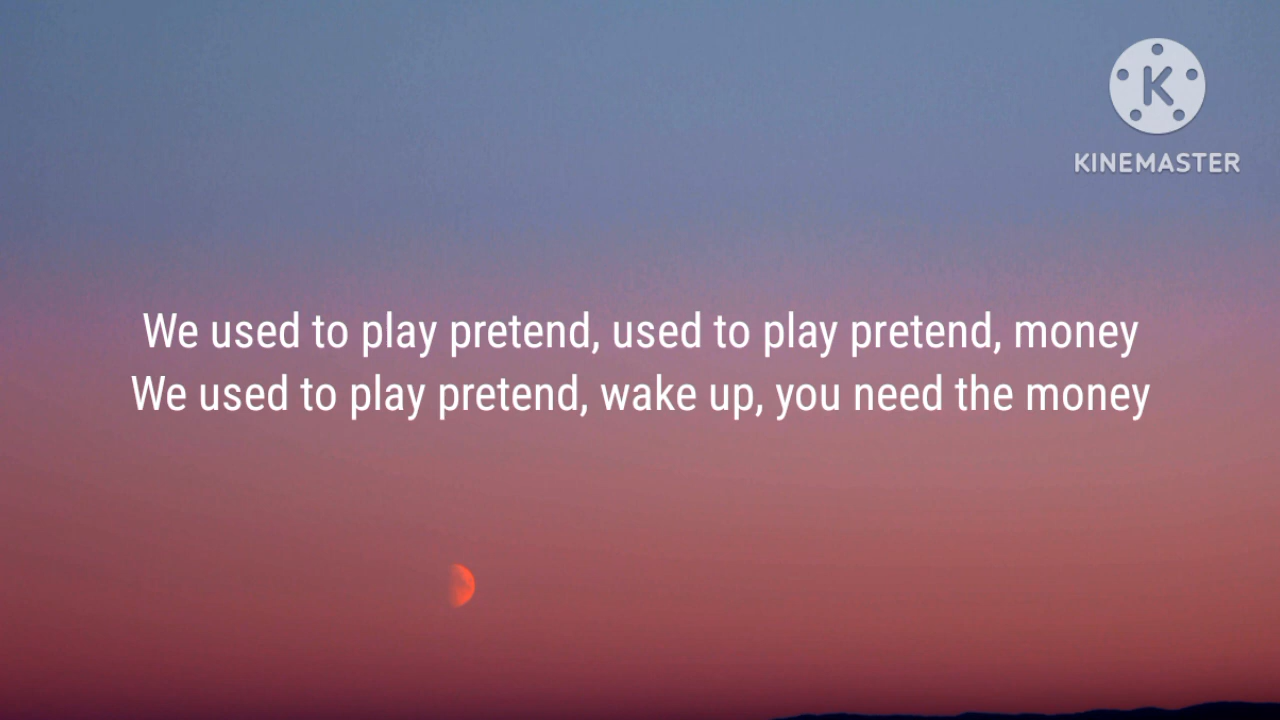 K
KINEMASTER
We used to play pretend, used to play pretend, money
We used to play pretend, wake up, you need the money